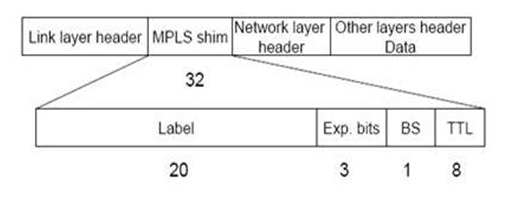 Link layer header MPLS shim Network layer header Other layers header Data
32
Label Exp. bits BS TTL
20 3 1 8